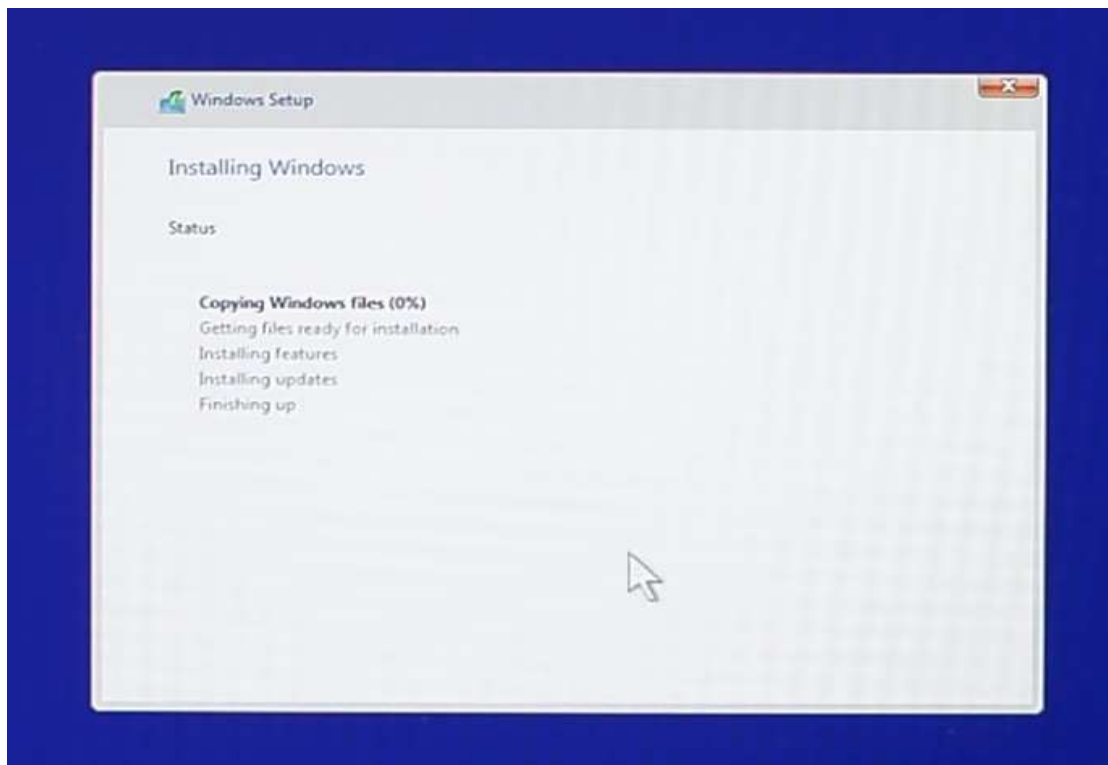 Windows Setup
Installing Windows
Status
Copying Windows files (0%)
Getting files ready for installation
Installing features
Installing updates
Finishing up